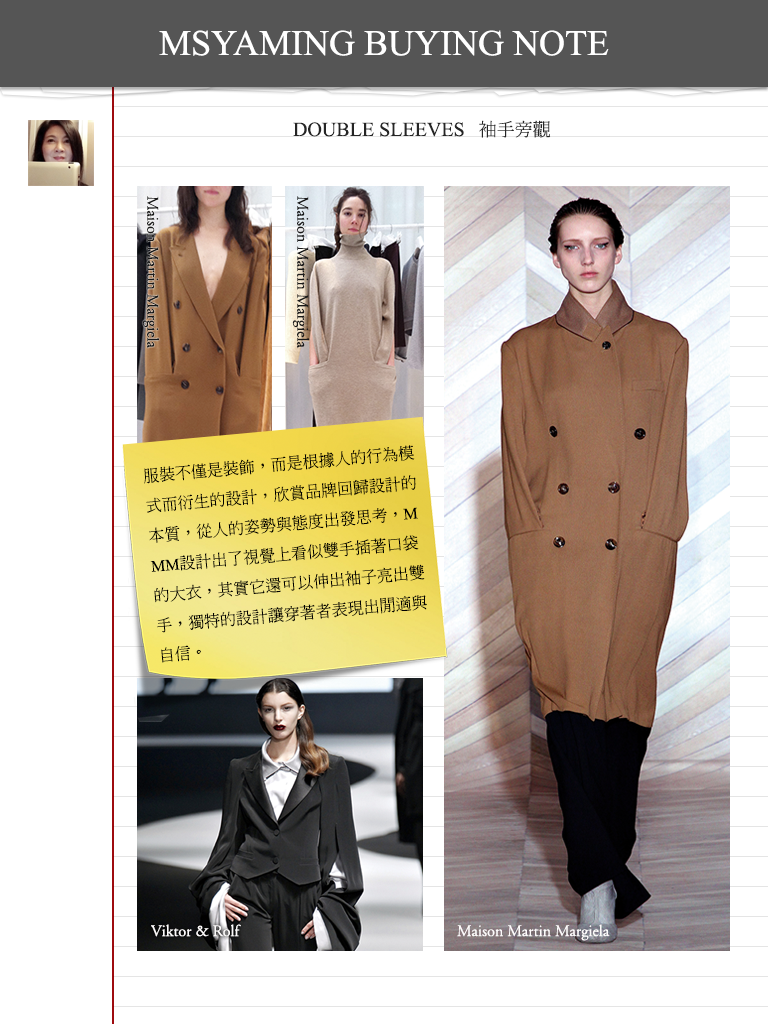 MSYAMING BUYING NOTE
DOUBLE SLEEVES 袖手旁觀
Maison Martin Margiela
Maison Martin Margiela
服裝不僅是裝飾，而是根據人的行為模
式而衍生的設計，欣賞品牌回歸設計的
本質，從人的姿勢與態度出發思考，M
MM設計出了視覺上看似雙手插著口袋
的大衣，其實它還可以伸出袖子亮出雙
手，獨特的設計讓穿著者表現出閒適與
自信。
Viktor & Rolf
Maison Martin Margiela